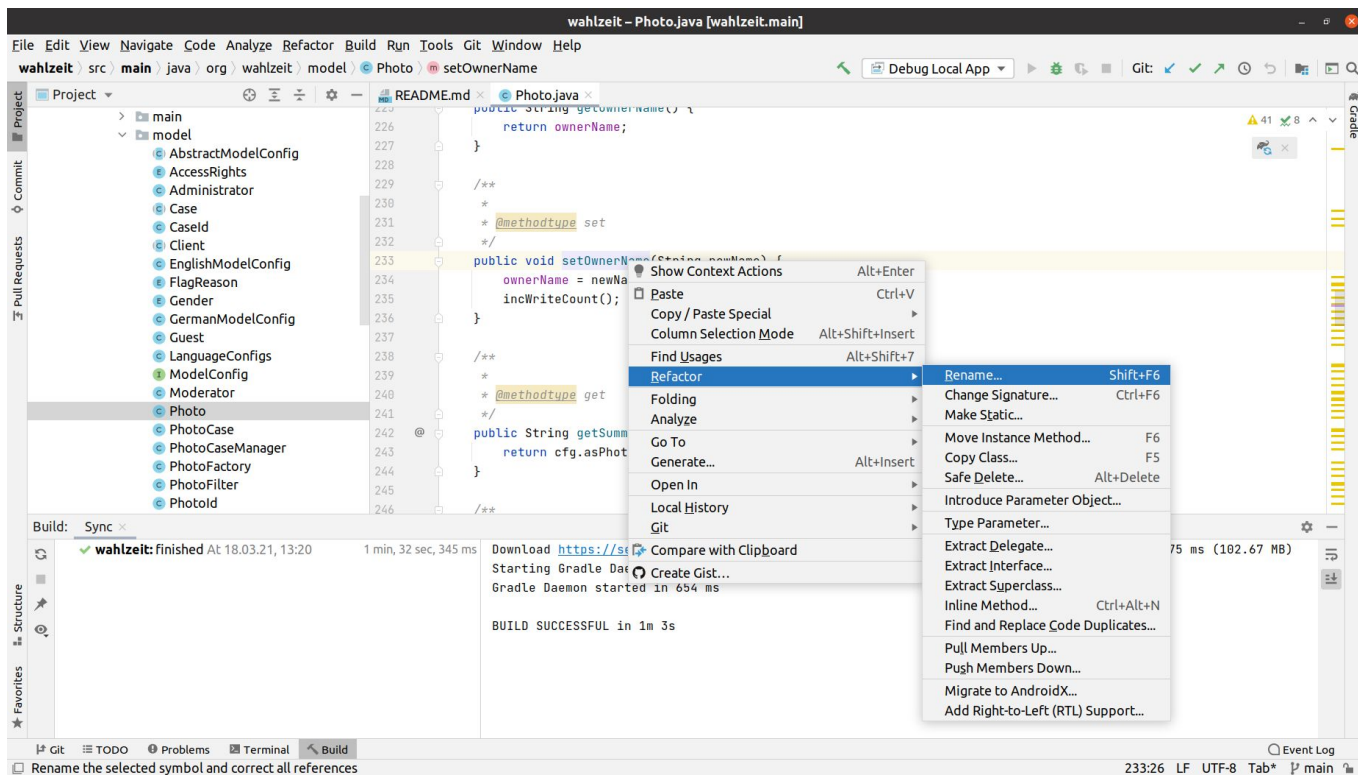 wahlzeit – Photo.java [wahlzeit.main]
File Edit View Navigate Code Analyze Refactor Build Run Tools Git Window Help
wahlzeit src main java org wahlzeit model Photo setOwnerName
Debug Local App Git:
Project
README.md
Photo.java
Project
Commit
Pull Requests
Structure
Favorites
Gradle
main
model
AbstractModelConfig
AccessRights
Administrator
Case
CaseId
Client
EnglishModelConfig
FlagReason
Gender
GermanModelConfig
Guest
LanguageConfigs
ModelConfig
Moderator
Photo
PhotoCase
PhotoCaseManager
PhotoFactory
PhotoFilter
PhotoId
41 8
225 public String getOwnerName() {
226 return ownerName;
227 }
228
229 /**
230 *
231 * @methodtype set
232 */
233 public void setOwnerName(String newName) {
234 ownerName = newNa
235 incWriteCount();
236 }
237
238 /**
239 *
240 * @methodtype get
241 */
242 @ public String getSumm
243 return cfg.asPhot
244 }
245
246 /**
Show Context Actions Alt+Enter
Paste Ctrl+V
Copy / Paste Special
Column Selection Mode Alt+Shift+Insert
Find Usages Alt+Shift+7
Refactor
Folding
Analyze
Go To
Generate... Alt+Insert
Open In
Local History
Git
Compare with Clipboard
Create Gist...
Rename... Shift+F6
Change Signature... Ctrl+F6
Make Static...
Move Instance Method... F6
Copy Class... F5
Safe Delete... Alt+Delete
Introduce Parameter Object...
Type Parameter...
Extract Delegate...
Extract Interface...
Extract Superclass...
Inline Method... Ctrl+Alt+N
Find and Replace Code Duplicates...
Pull Members Up...
Push Members Down...
Migrate to AndroidX...
Add Right-to-Left (RTL) Support...
Build: Sync
wahlzeit: finished At 18.03.21, 13:20 1 min, 32 sec, 345 ms
Download https://se 75 ms (102.67 MB)
Starting Gradle Dae
Gradle Daemon started in 654 ms
BUILD SUCCESSFUL in 1m 3s
Git TODO Problems Terminal Build Event Log
Rename the selected symbol and correct all references 233:26 LF UTF-8 Tab* main